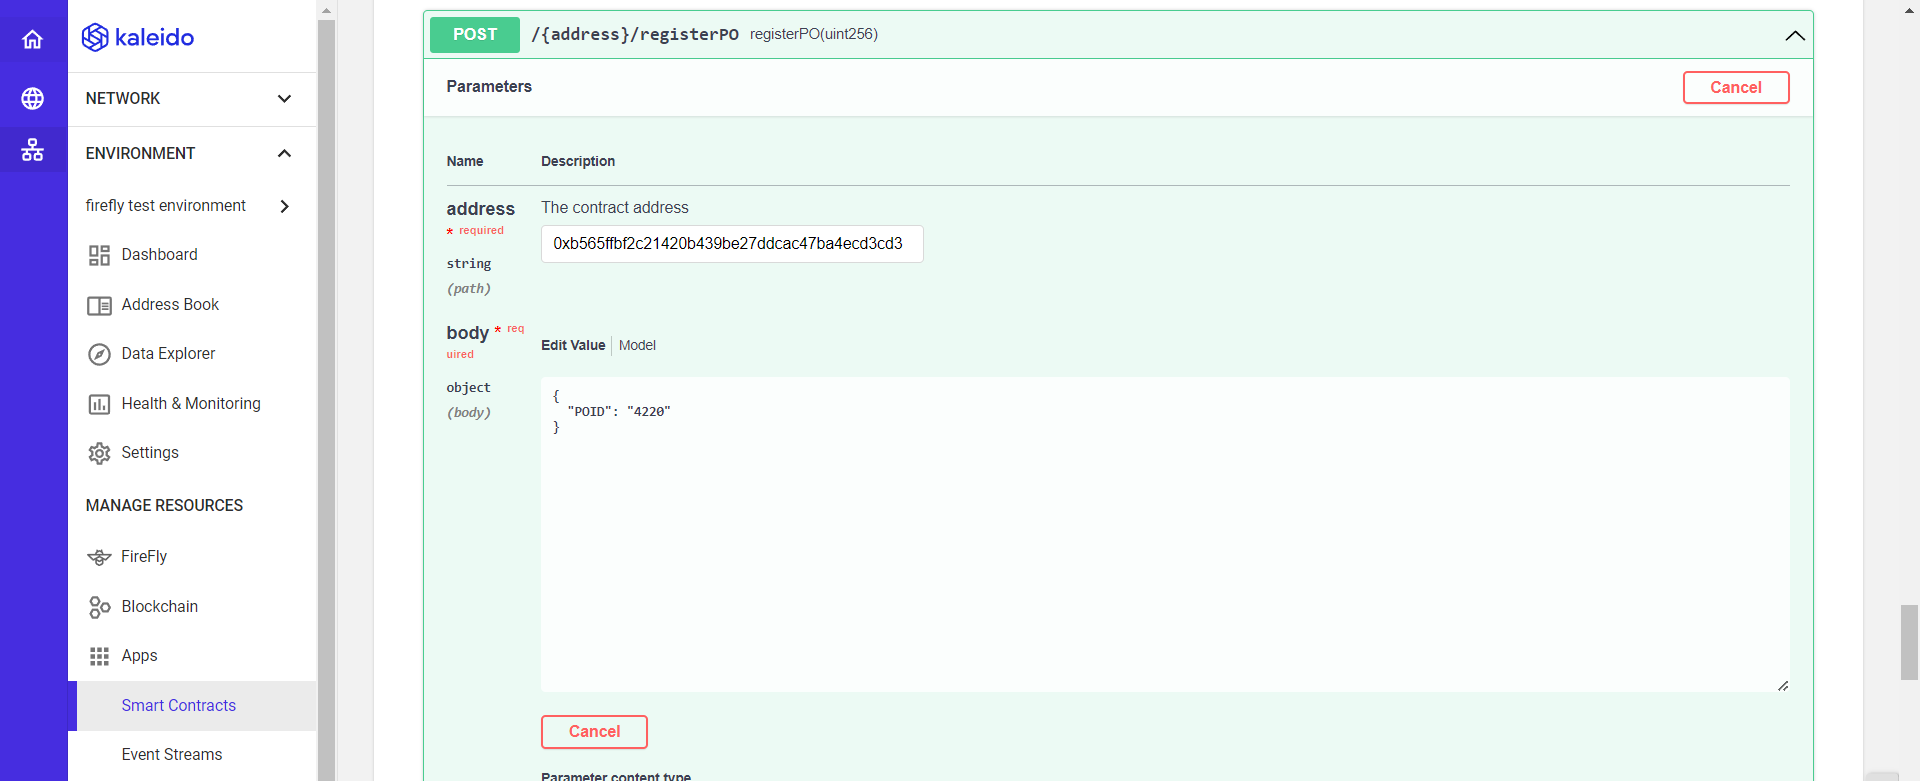 kaleido
NETWORK
ENVIRONMENT
firefly test environment
Dashboard
Address Book
Data Explorer
Health & Monitoring
Settings
MANAGE RESOURCES
FireFly
Blockchain
Apps
Smart Contracts
Event Streams
POST /{address}/registerPO registerPO(uint256)
Parameters Cancel
Name Description
address The contract address
* required
0xb565ffbf2c21420b439be27ddcac47ba4ecd3cd3
string
(path)
body * req
uired
Edit Value Model
object
(body)
{
"POID": "4220"
}
Cancel
Parameter content type